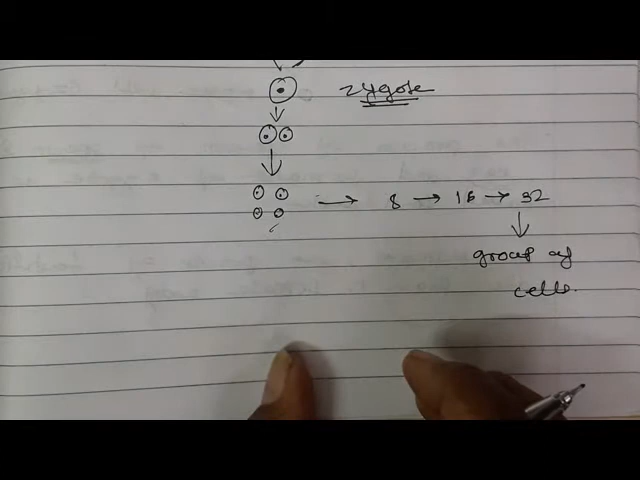 zygote
→ 8 → 16 → 32
group of
cells.